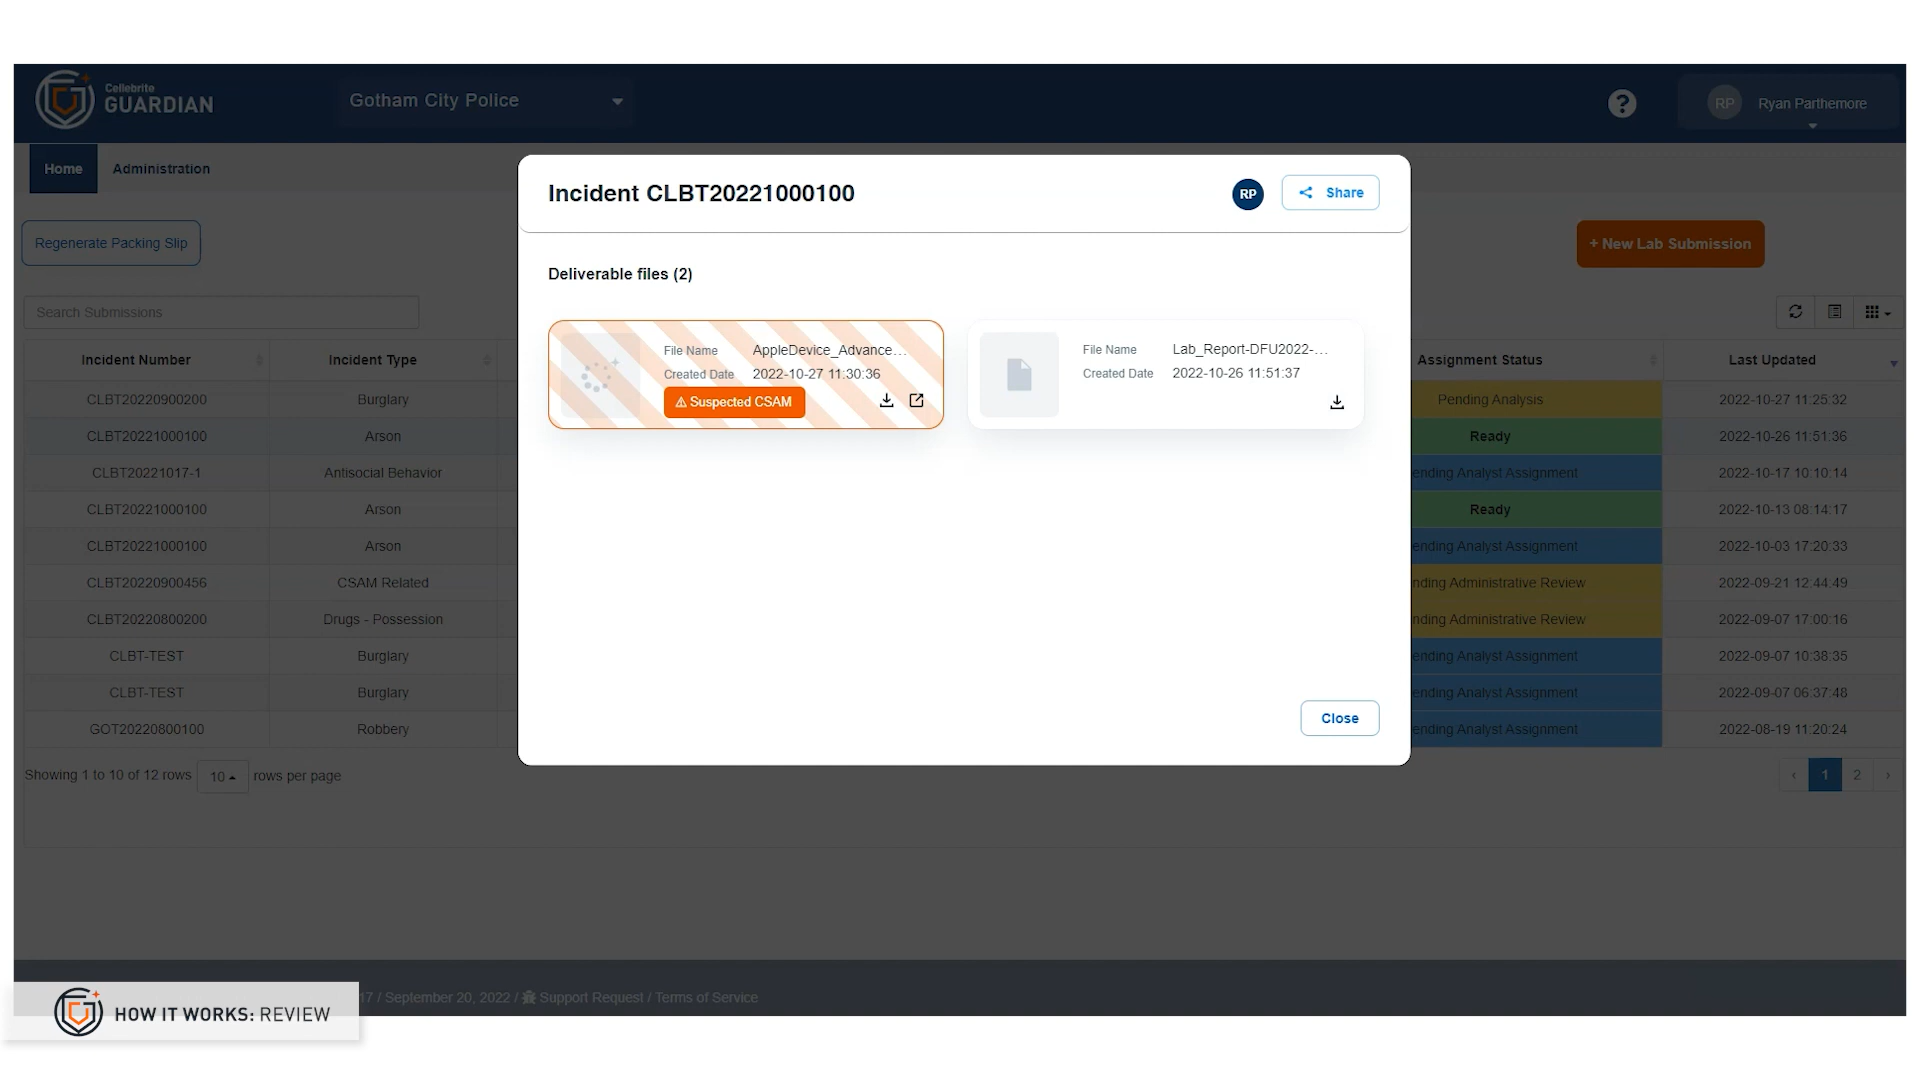 Cellebrite
GUARDIAN
Gotham City Police
?
RP
Ryan Parthemore
Home
Administration
Incident CLBT20221000100
RP
Share
Regenerate Packing Slip
+ New Lab Submission
Deliverable files (2)
Search Submissions
File Name AppleDevice_Advance...
Created Date 2022-10-27 11:30:36
Suspected CSAM
File Name Lab_Report-DFU2022-...
Created Date 2022-10-26 11:51:37
Incident Number Incident Type Assignment Status Last Updated
CLBT20220900200 Burglary Pending Analysis 2022-10-27 11:25:32
CLBT20221000100 Arson Ready 2022-10-26 11:51:36
CLBT20221017-1 Antisocial Behavior ending Analyst Assignment 2022-10-17 10:10:14
CLBT20221000100 Arson Ready 2022-10-13 08:14:17
CLBT20221000100 Arson ending Analyst Assignment 2022-10-03 17:20:33
CLBT20220900456 CSAM Related nding Administrative Review 2022-09-21 12:44:49
CLBT20220800200 Drugs - Possession nding Administrative Review 2022-09-07 17:00:16
CLBT-TEST Burglary ending Analyst Assignment 2022-09-07 10:38:35
CLBT-TEST Burglary ending Analyst Assignment 2022-09-07 06:37:48
GOT20220800100 Robbery ending Analyst Assignment 2022-08-19 11:20:24
Close
Showing 1 to 10 of 12 rows 10 rows per page
‹ 1 2 ›
17 / September 20, 2022 / Support Request / Terms of Service
HOW IT WORKS: REVIEW